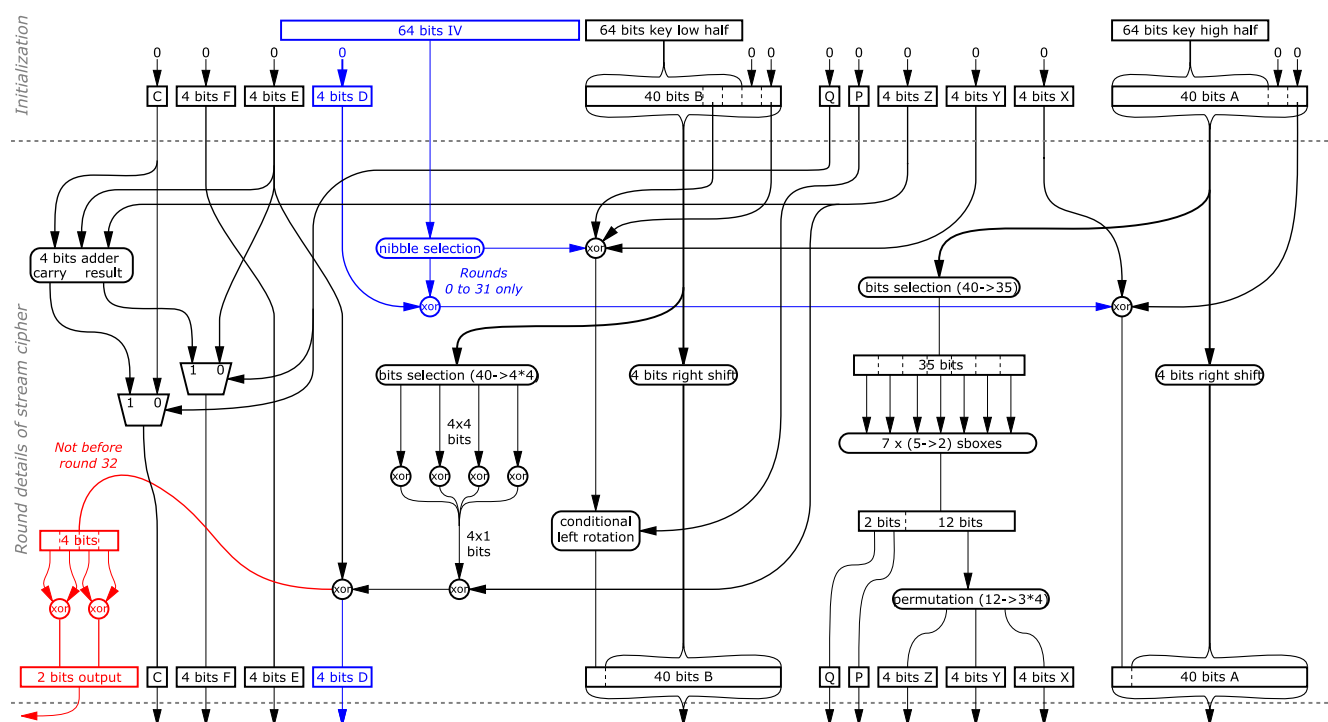 Initialization
64 bits IV
64 bits key low half
64 bits key high half
0 0 0 0 0 0 0 0 0 0 0 0 0
C
4 bits F
4 bits E
4 bits D
40 bits B
Q
P
4 bits Z
4 bits Y
4 bits X
40 bits A
Round details of stream cipher
4 bits adder
carry result
nibble selection
xor
Rounds
0 to 31 only
xor
bits selection (40->35)
xor
1 0
1 0
bits selection (40->4*4)
4 bits right shift
35 bits
4 bits right shift
Not before
round 32
4x4
bits
7 x (5->2) sboxes
xor
xor
xor
xor
4 bits
conditional
left rotation
2 bits
12 bits
4x1
bits
xor
xor
xor
xor
permutation (12->3*4)
2 bits output
C
4 bits F
4 bits E
4 bits D
40 bits B
Q
P
4 bits Z
4 bits Y
4 bits X
40 bits A